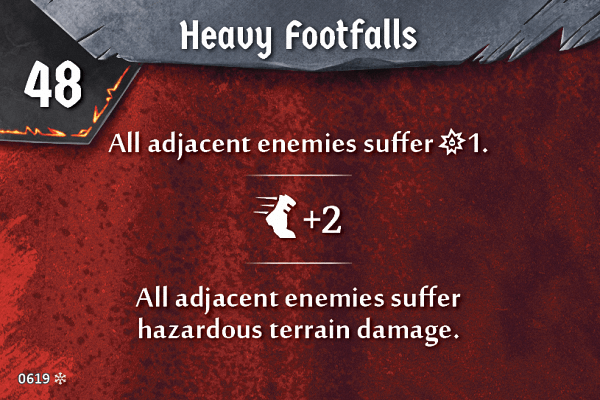 Heavy Footfalls
48
All adjacent enemies suffer 1.
+2
All adjacent enemies suffer
hazardous terrain damage.
0619